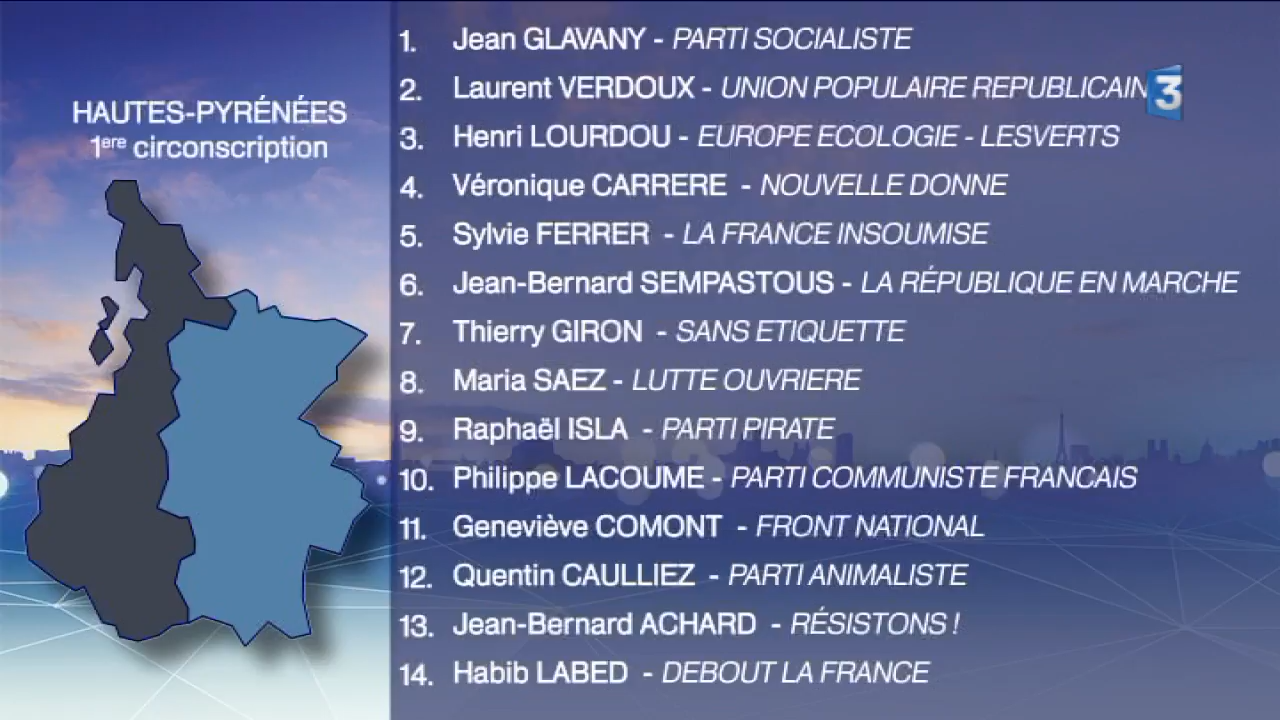 HAUTES-PYRÉNÉES
1ere circonscription
1. Jean GLAVANY - PARTI SOCIALISTE
2. Laurent VERDOUX - UNION POPULAIRE REPUBLICAIN
3
3. Henri LOURDOU - EUROPE ECOLOGIE - LESVERTS
4. Véronique CARRERE - NOUVELLE DONNE
5. Sylvie FERRER - LA FRANCE INSOUMISE
6. Jean-Bernard SEMPASTOUS - LA RÉPUBLIQUE EN MARCHE
7. Thierry GIRON - SANS ETIQUETTE
8. Maria SAEZ - LUTTE OUVRIERE
9. Raphaël ISLA - PARTI PIRATE
10. Philippe LACOUME - PARTI COMMUNISTE FRANCAIS
11. Geneviève COMONT - FRONT NATIONAL
12. Quentin CAULLIEZ - PARTI ANIMALISTE
13. Jean-Bernard ACHARD - RÉSISTONS !
14. Habib LABED - DEBOUT LA FRANCE